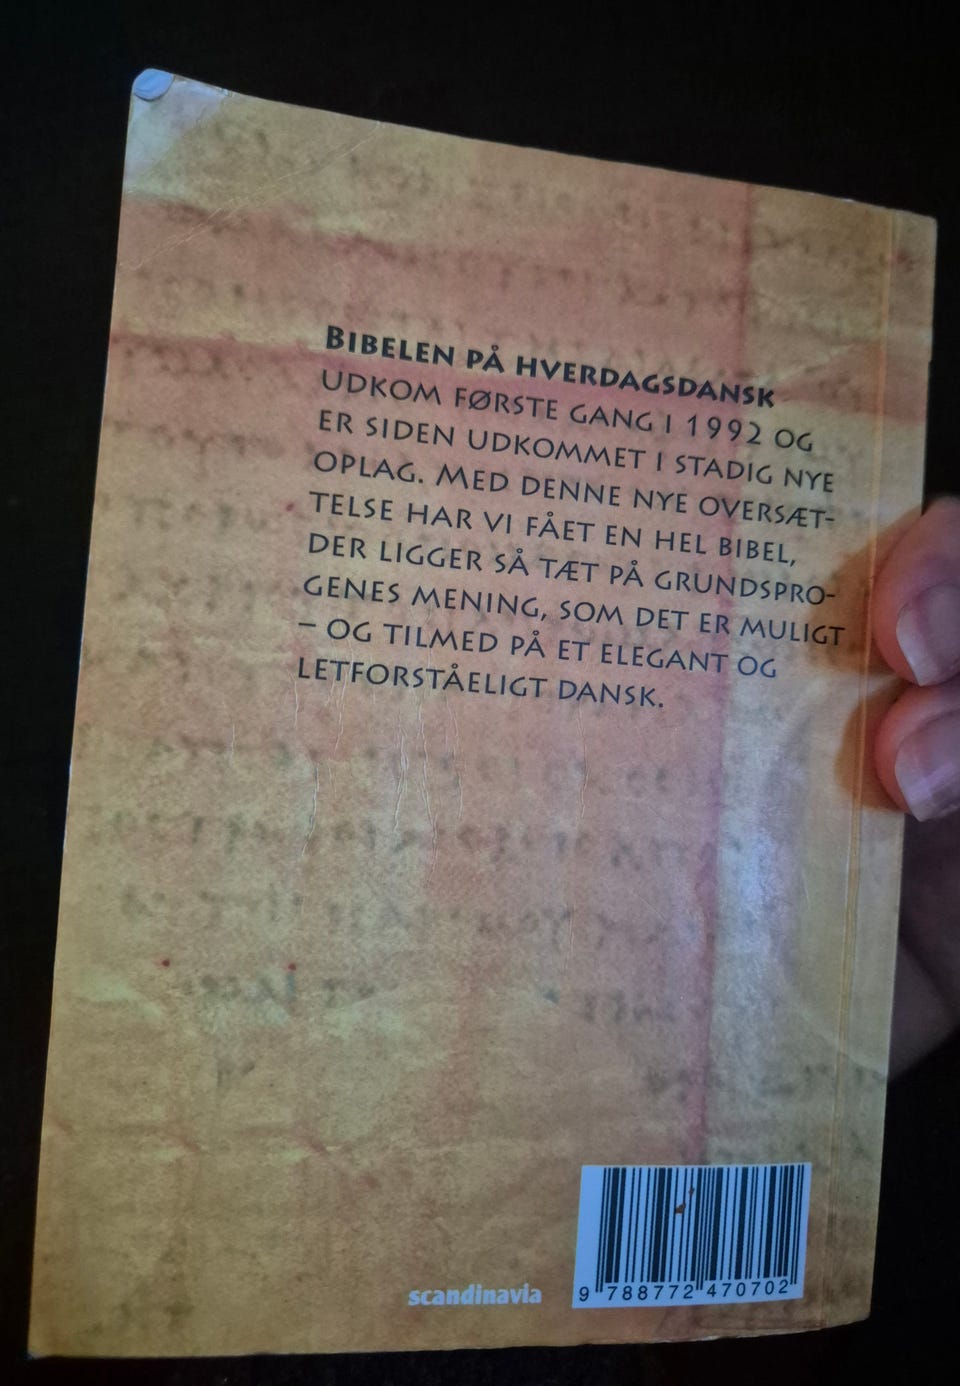 BIBELEN PÅ HVERDAGSDANSK
UDKOM FØRSTE GANG I 1992 OG
ER SIDEN UDKOMMET I STADIG NYE
OPLAG. MED DENNE NYE OVERSÆT-
TELSE HAR VI FÅET EN HEL BIBEL,
DER LIGGER SÅ TÆT PÅ GRUNDSPRO-
GENES MENING, SOM DET ER MULIGT
– OG TILMED PÅ ET ELEGANT OG
LETFORSTÅELIGT DANSK.
scandinavia
9 788772 470702